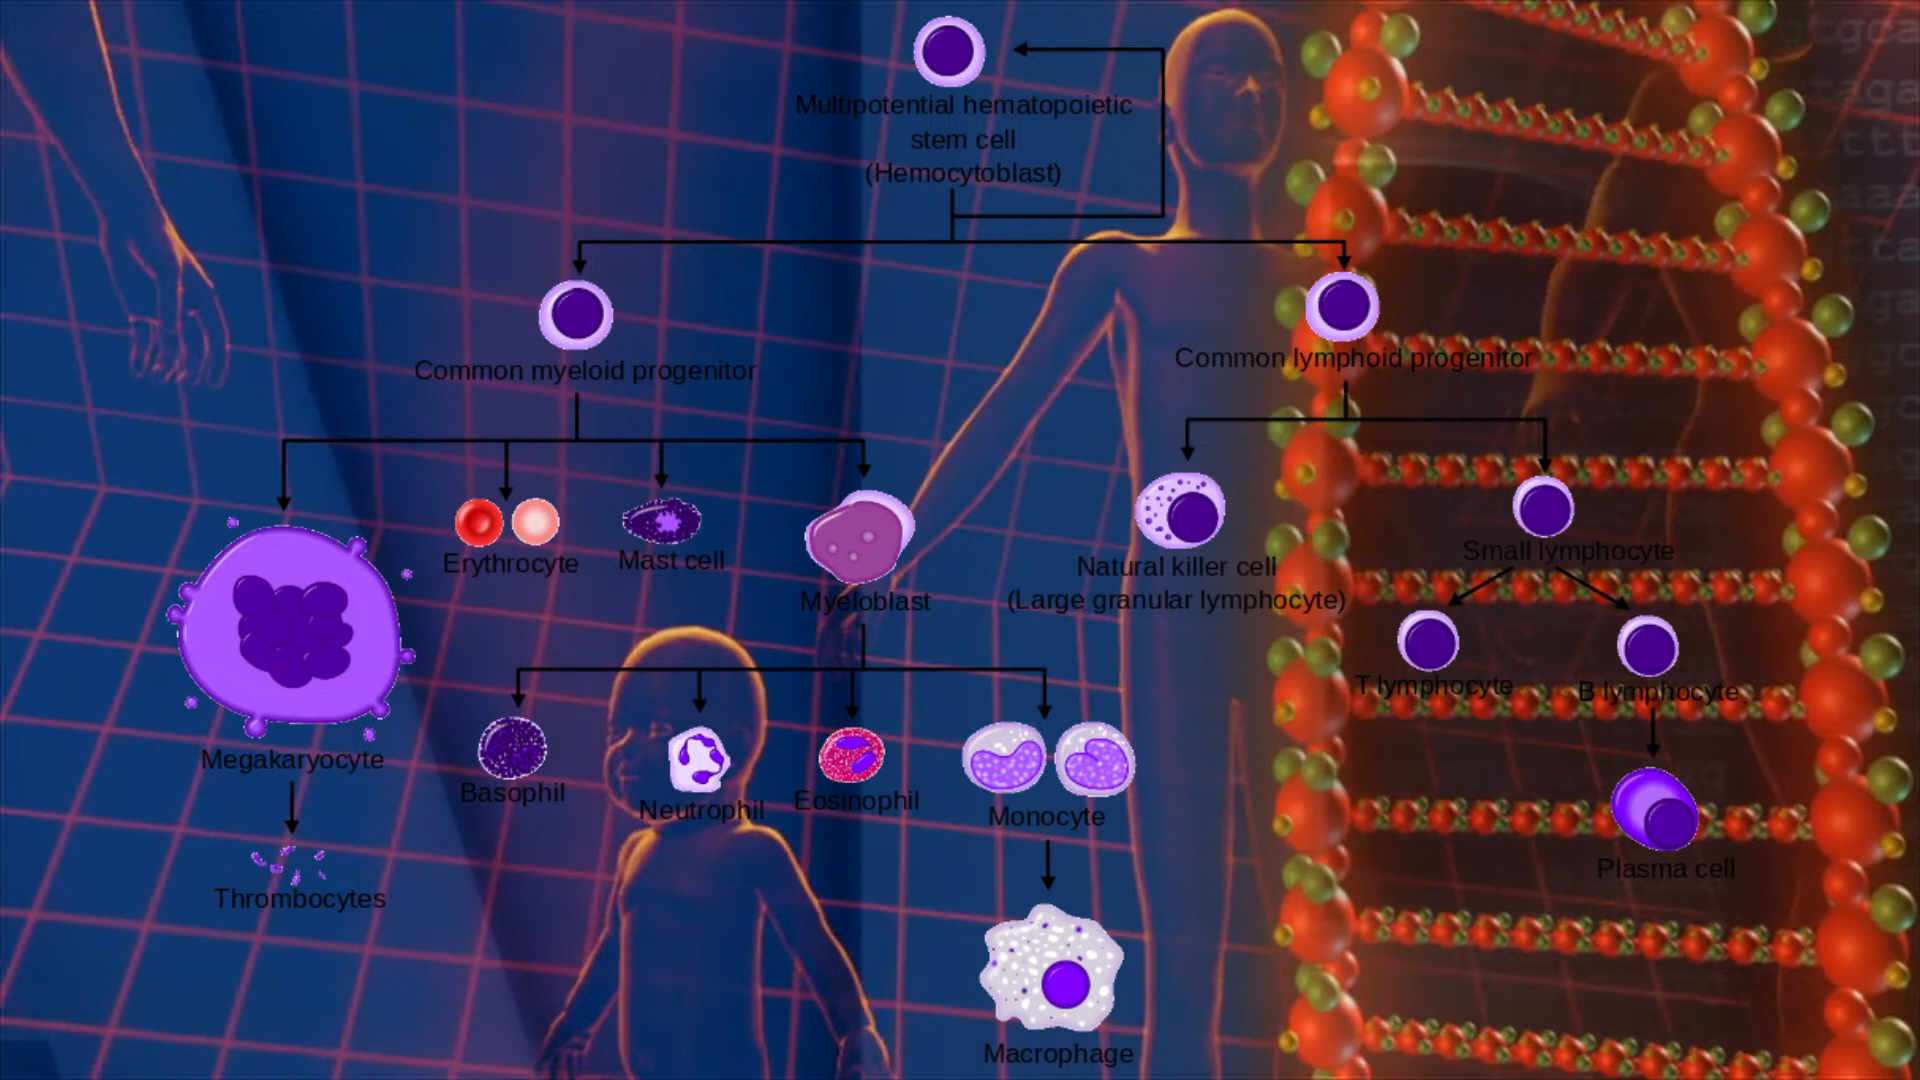 Multipotential hematopoietic
stem cell
(Hemocytoblast)
Common myeloid progenitor
Common lymphoid progenitor
Erythrocyte
Mast cell
Myeloblast
Natural killer cell
(Large granular lymphocyte)
Small lymphocyte
T lymphocyte
B lymphocyte
Megakaryocyte
Basophil
Neutrophil
Eosinophil
Monocyte
Plasma cell
Thrombocytes
Macrophage